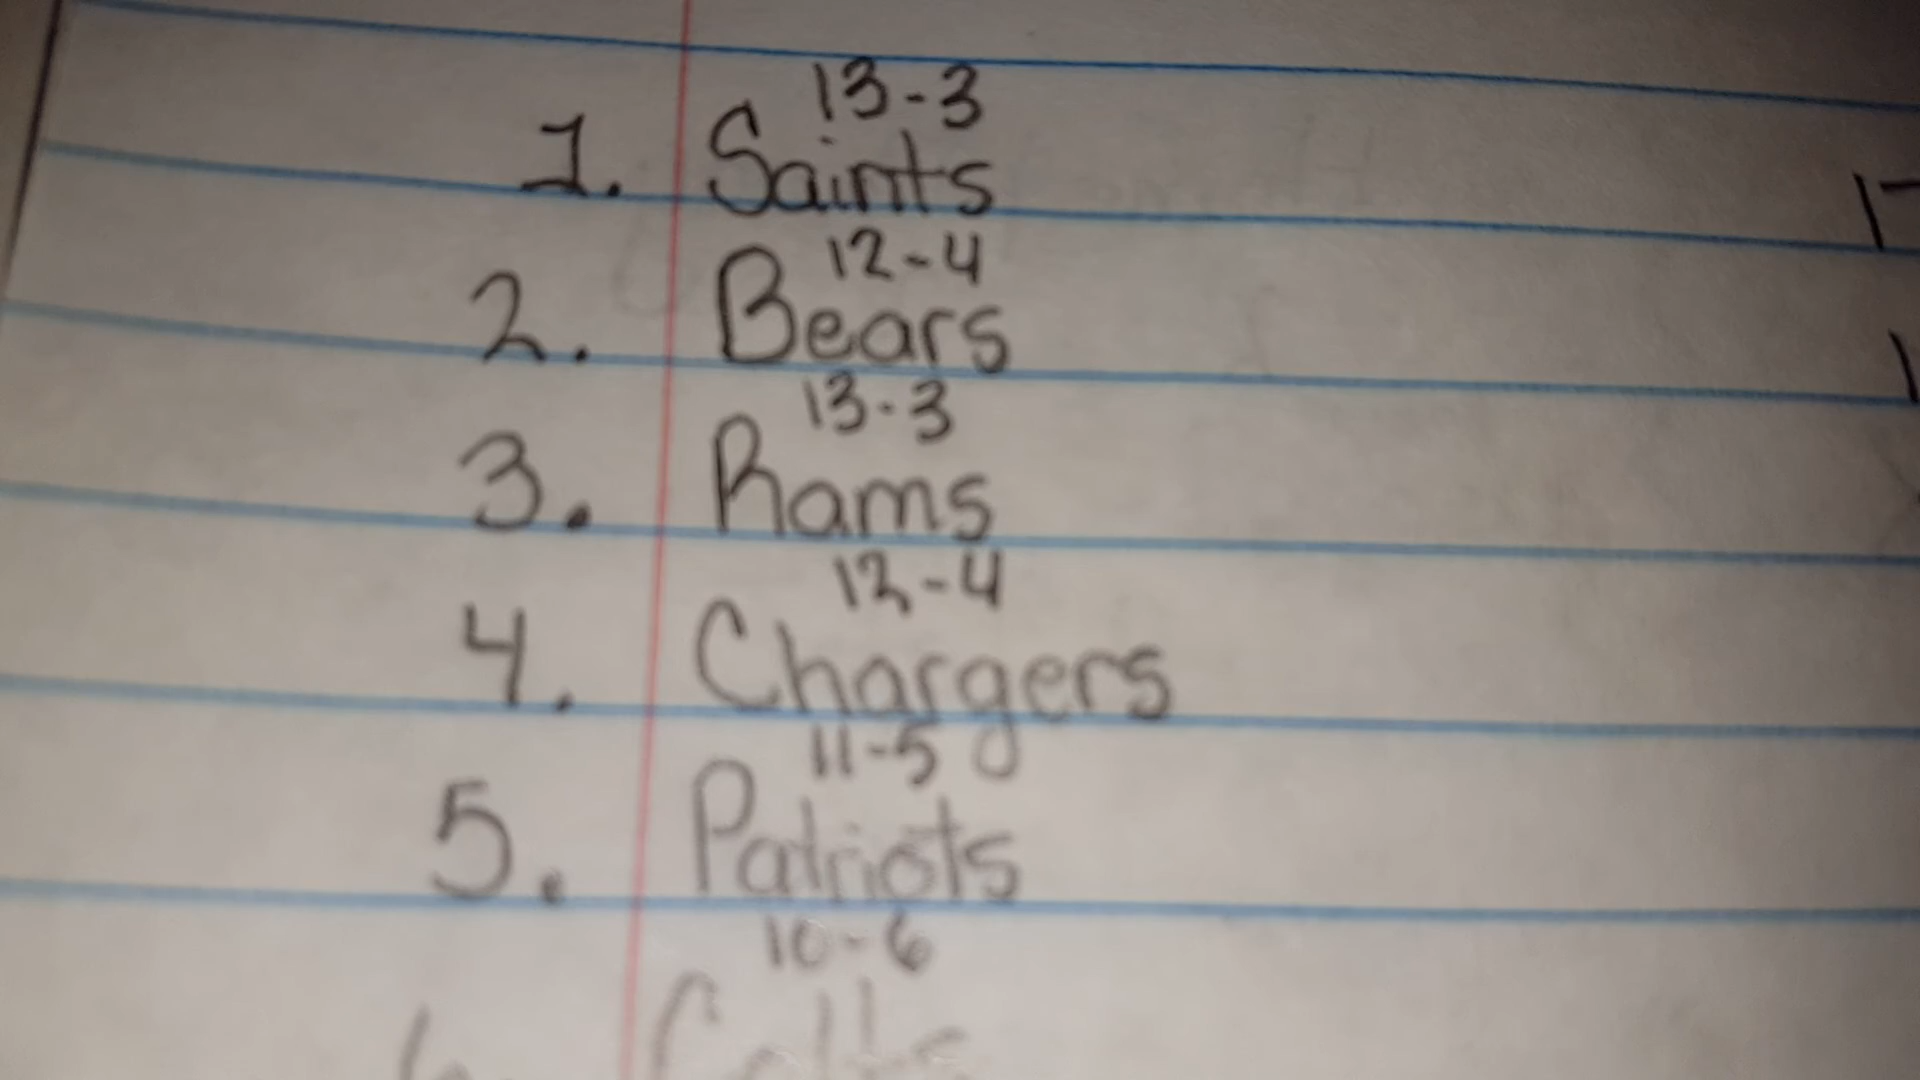 13-3
1. Saints
12-4
2. Bears
13-3
3. Rams
12-4
4. Chargers
11-5
5. Patriots
10-6
Colts